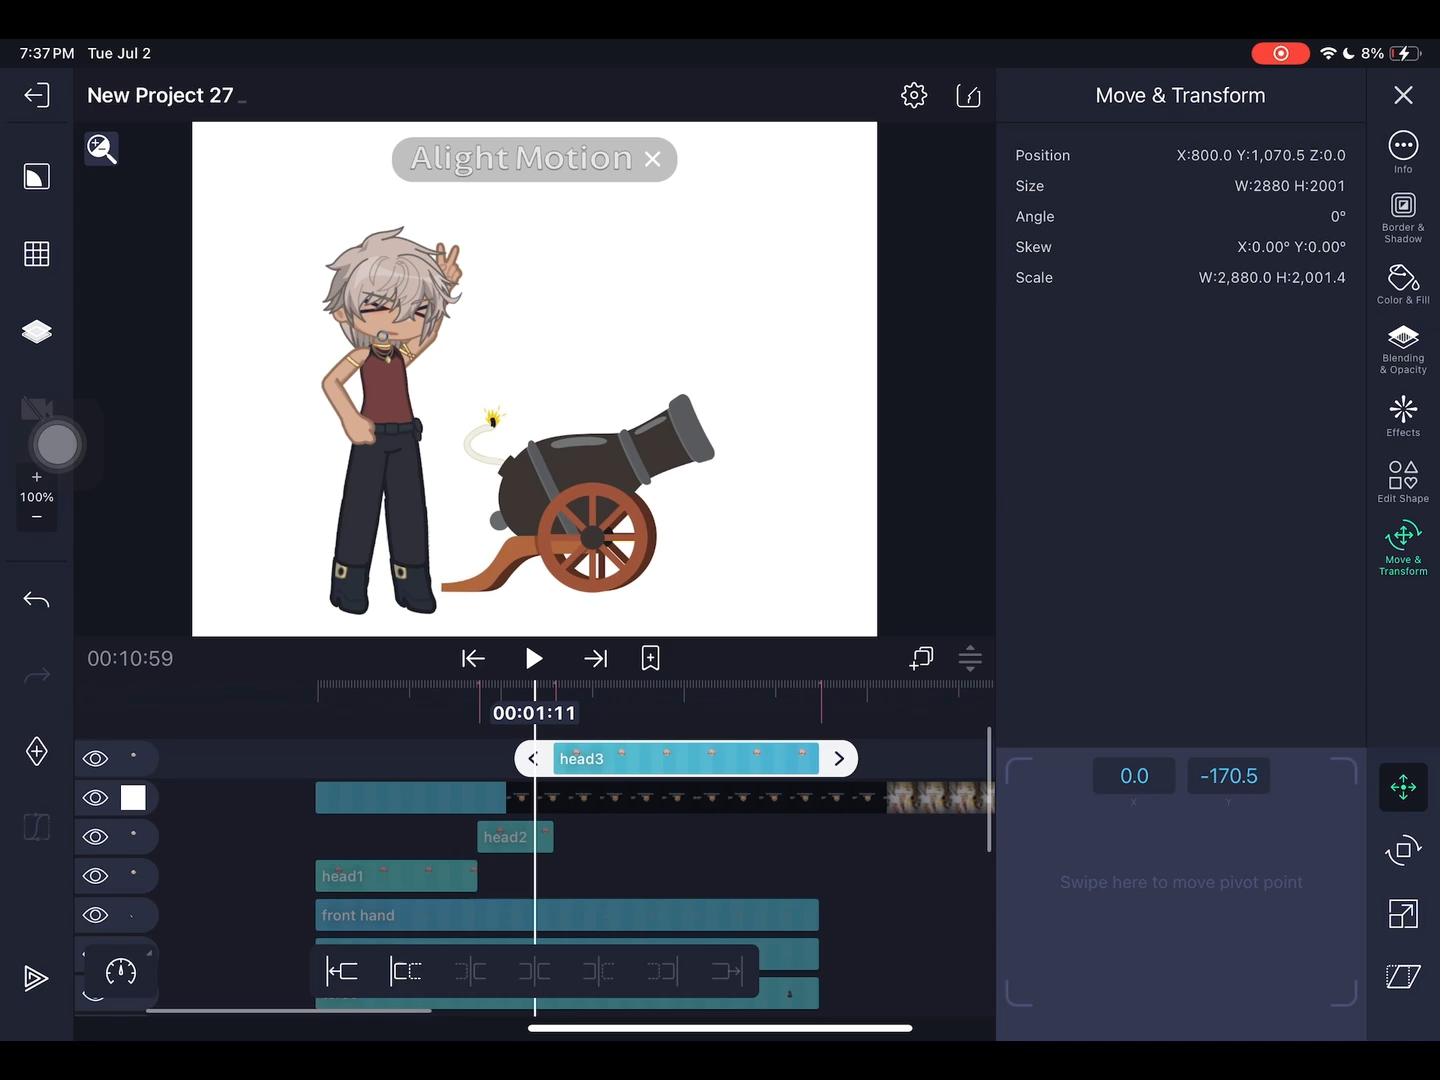 7:37 PM Tue Jul 2
8%
New Project 27
Move & Transform
Alight Motion
Position X:800.0 Y:1,070.5 Z:0.0
Size W:2880 H:2001
Angle 0°
Skew X:0.00° Y:0.00°
Scale W:2,880.0 H:2,001.4
Info
Border &
Shadow
Color & Fill
Blending
& Opacity
Effects
Edit Shape
Move &
Transform
100%
00:10:59
00:01:11
head3
head2
head1
front hand
0.0 -170.5
X Y
Swipe here to move pivot point